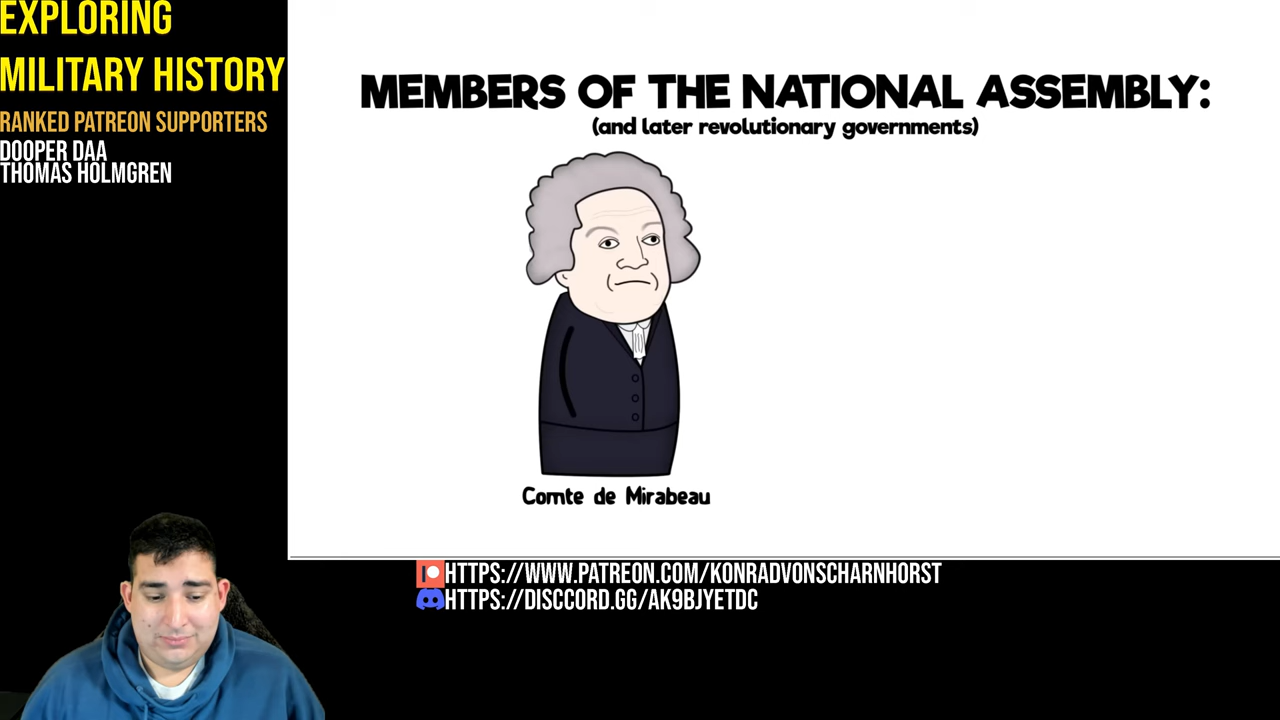 EXPLORING
MILITARY HISTORY
RANKED PATREON SUPPORTERS
DOOPER DAA
THOMAS HOLMGREN
MEMBERS OF THE NATIONAL ASSEMBLY:
(and later revolutionary governments)
Comte de Mirabeau
HTTPS://WWW.PATREON.COM/KONRADVONSCHARNHORST
HTTPS://DISCCORD.GG/AK9BJYETDC